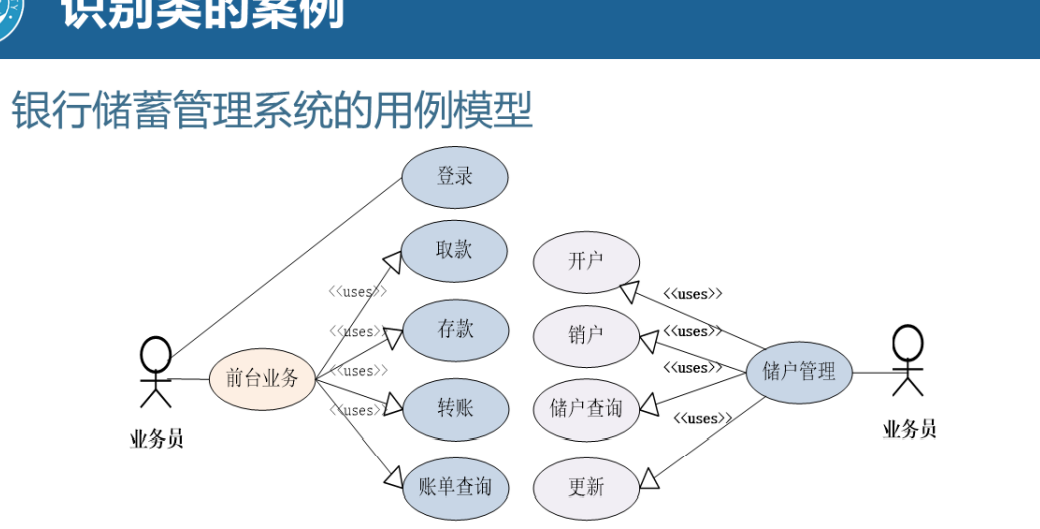 识别类的案例
银行储蓄管理系统的用例模型
登录
取款
<<uses>>
存款
<<uses>>
前台业务
<<uses>>
转账
<<uses>>
账单查询
业务员
开户
<<uses>>
销户
<<uses>>
储户管理
<<uses>>
储户查询
<<uses>>
更新
业务员